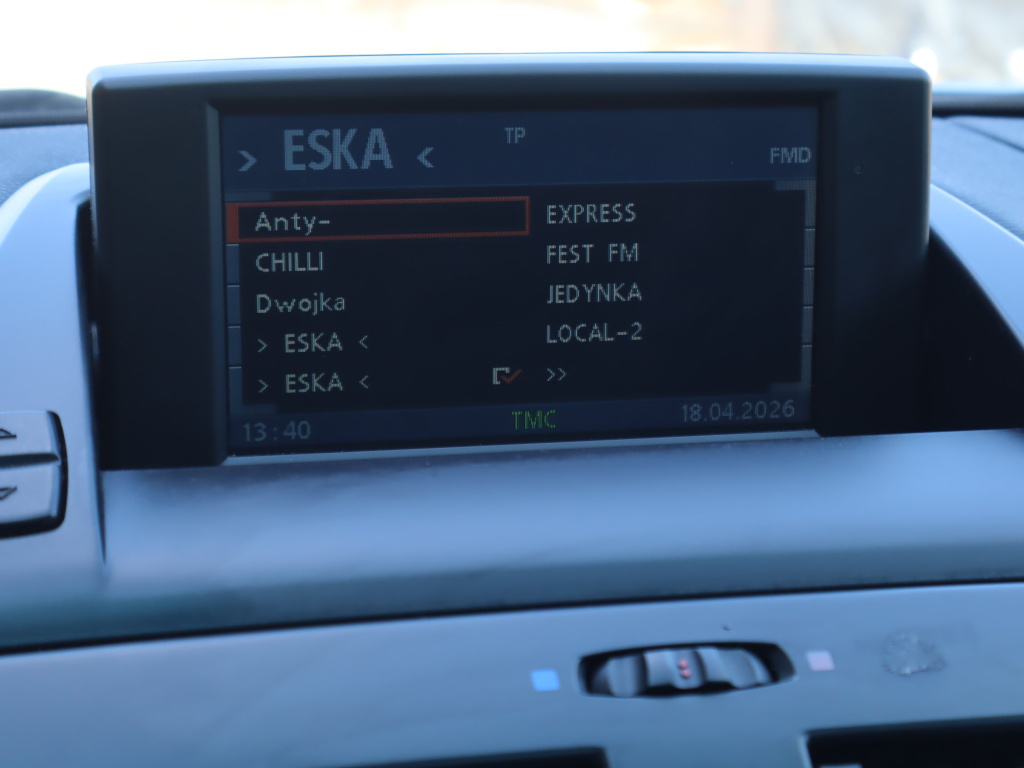 > ESKA <
TP
FMD
Anty-
CHILLI
Dwojka
> ESKA <
> ESKA <
EXPRESS
FEST FM
JEDYNKA
LOCAL-2
>>
13:40
TMC
18.04.2026